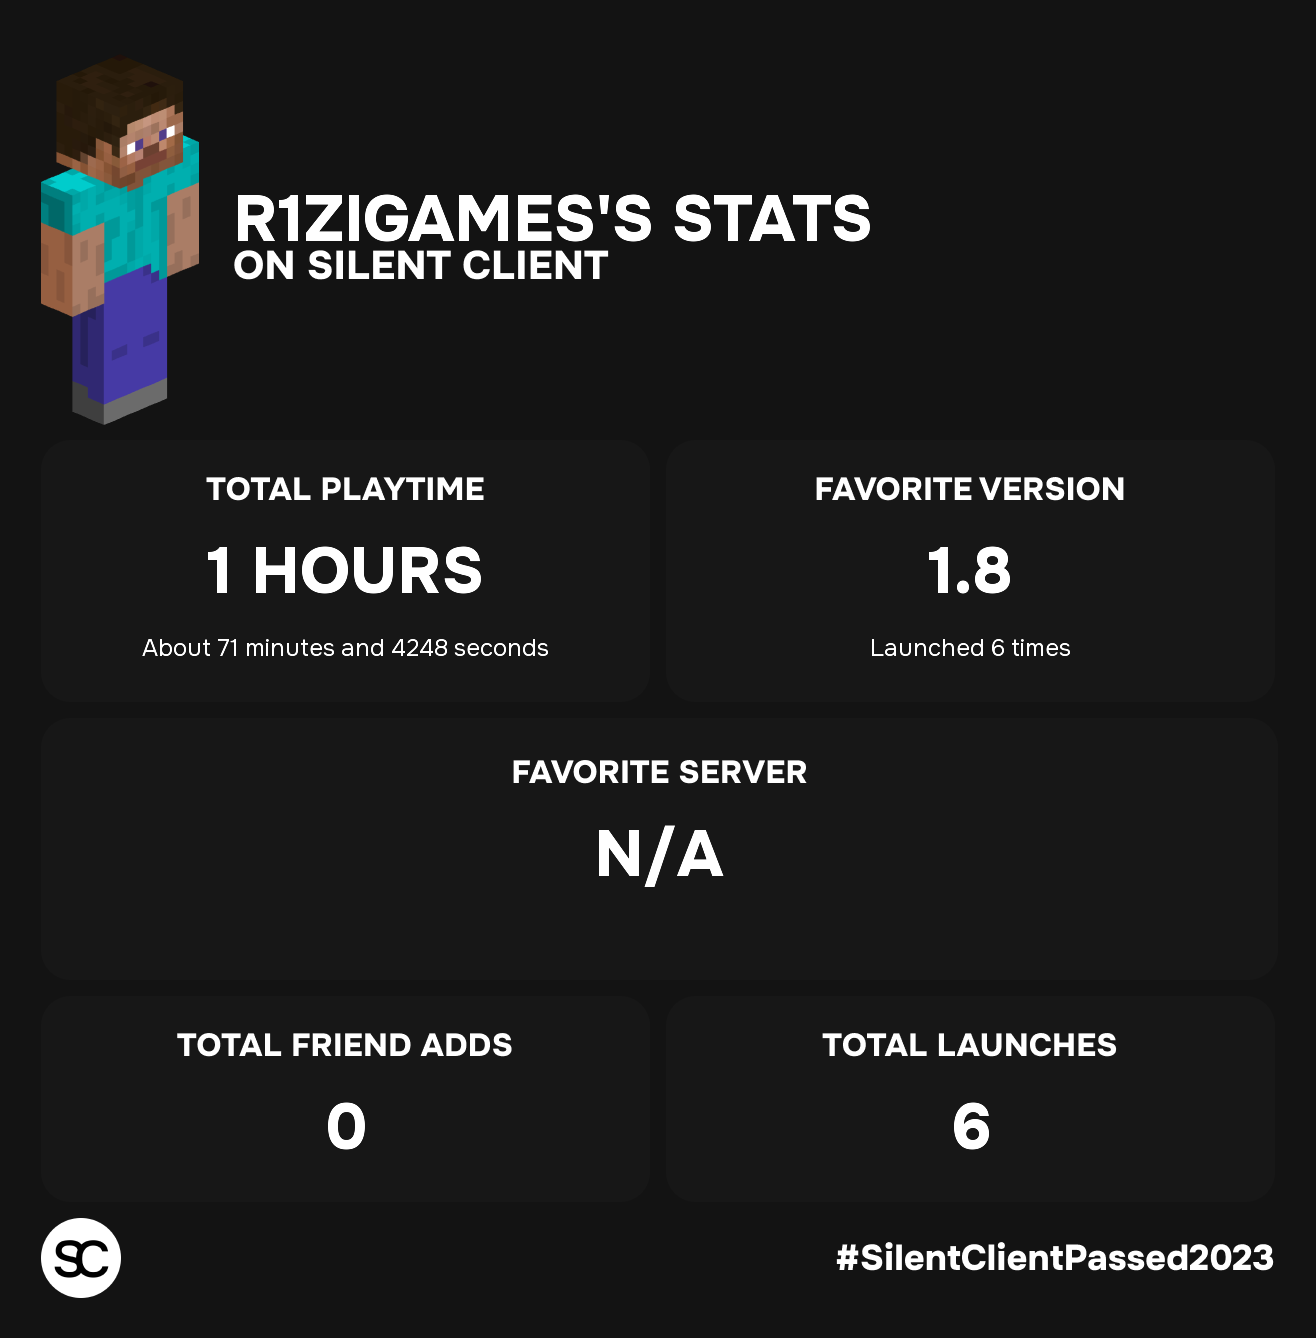 R1ZIGAMES'S STATS
ON SILENT CLIENT
TOTAL PLAYTIME
1 HOURS
About 71 minutes and 4248 seconds
FAVORITE VERSION
1.8
Launched 6 times
FAVORITE SERVER
N/A
TOTAL FRIEND ADDS
0
TOTAL LAUNCHES
6
SC
#SilentClientPassed2023